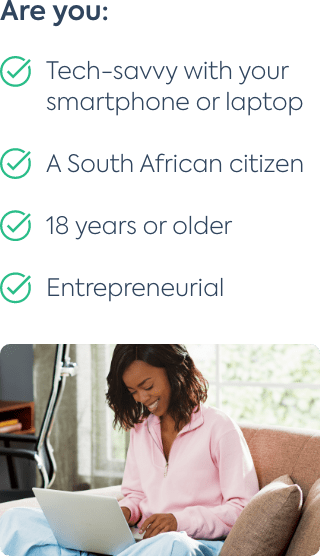 Are you:
Tech-savvy with your
smartphone or laptop
A South African citizen
18 years or older
Entrepreneurial